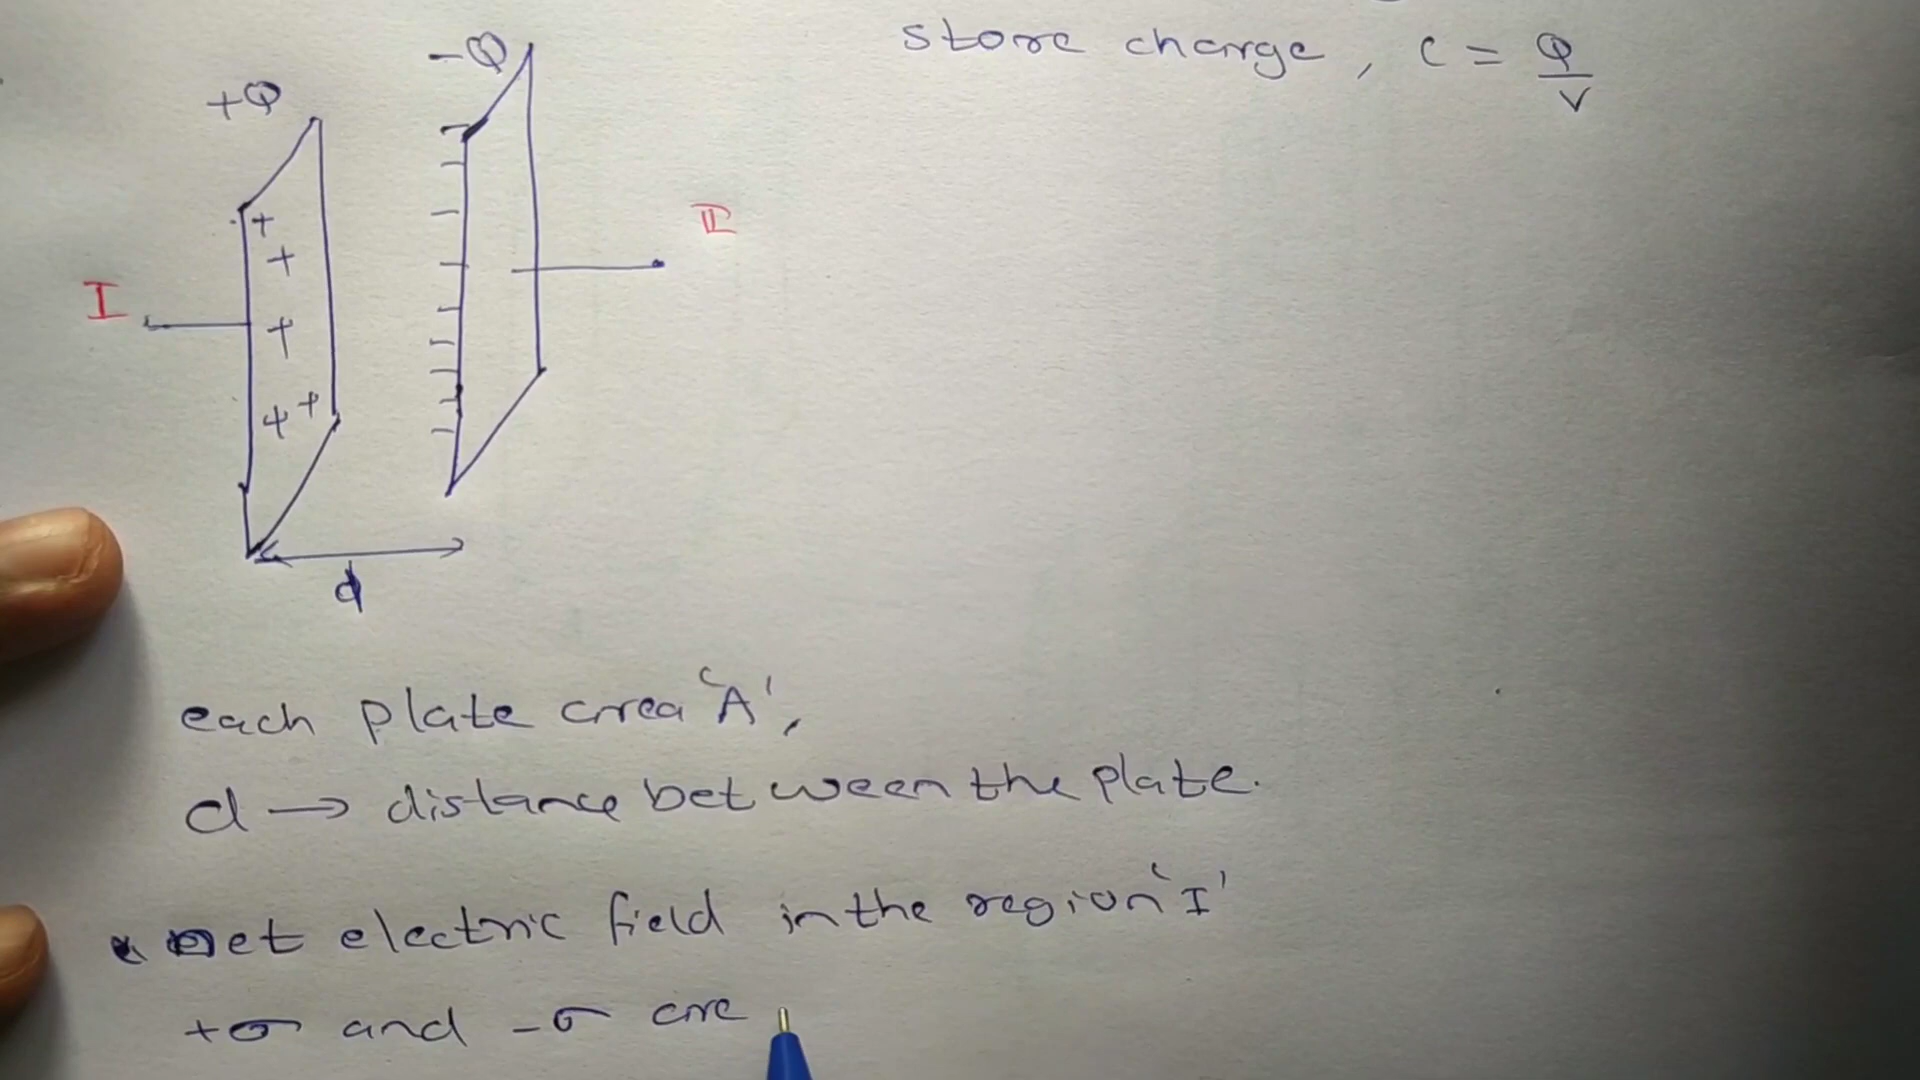 store charge, C = Q/V
-Q
+Q
II
I
d
each plate area 'A',
d → distance between the plate.
net electric field in the region 'I'
+σ and -σ are